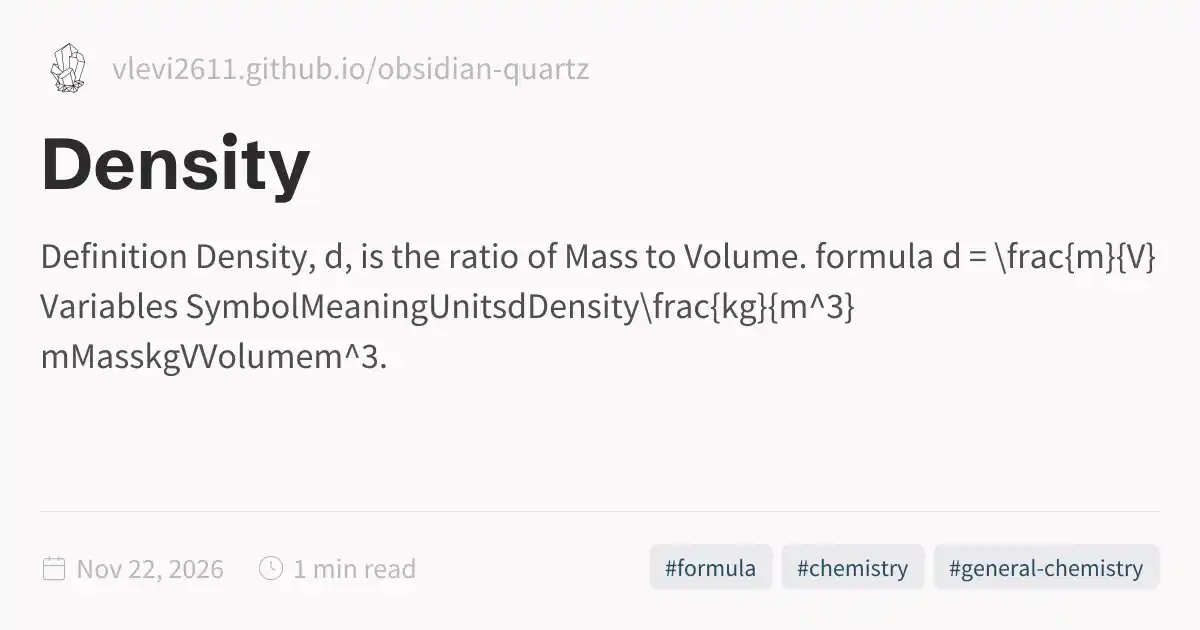 vlevi2611.github.io/obsidian-quartz
Density
Definition Density, d, is the ratio of Mass to Volume. formula d = \frac{m}{V}
Variables SymbolMeaningUnitsdDensity\frac{kg}{m^3}
mMasskgVVolumem^3.
Nov 22, 2026 1 min read #formula #chemistry #general-chemistry